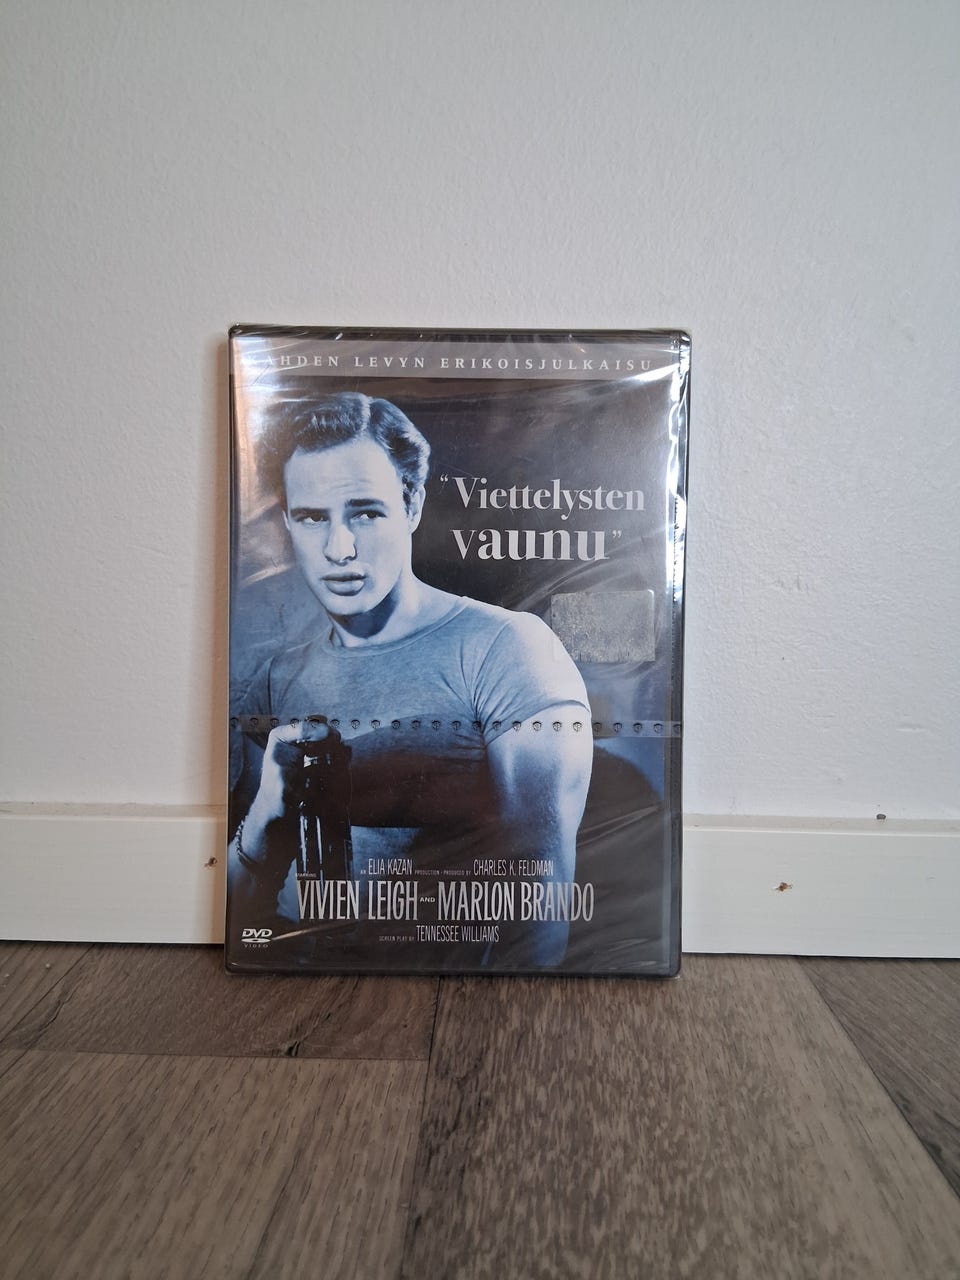 KAHDEN LEVYN ERIKOISJULKAISU
“Viettelysten
vaunu”
AN ELIA KAZAN PRODUCTION · PRODUCED BY CHARLES K. FELDMAN
STARRING
VIVIEN LEIGH AND MARLON BRANDO
SCREEN PLAY BY TENNESSEE WILLIAMS
DVD
VIDEO